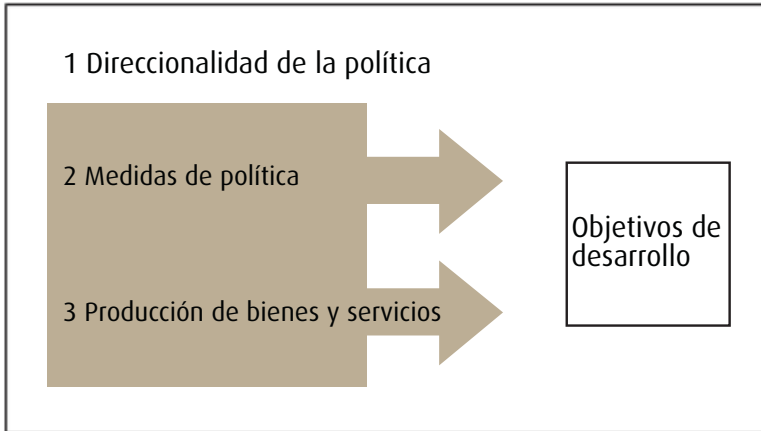 1 Direccionalidad de la política
2 Medidas de política
Objetivos de
desarrollo
3 Producción de bienes y servicios